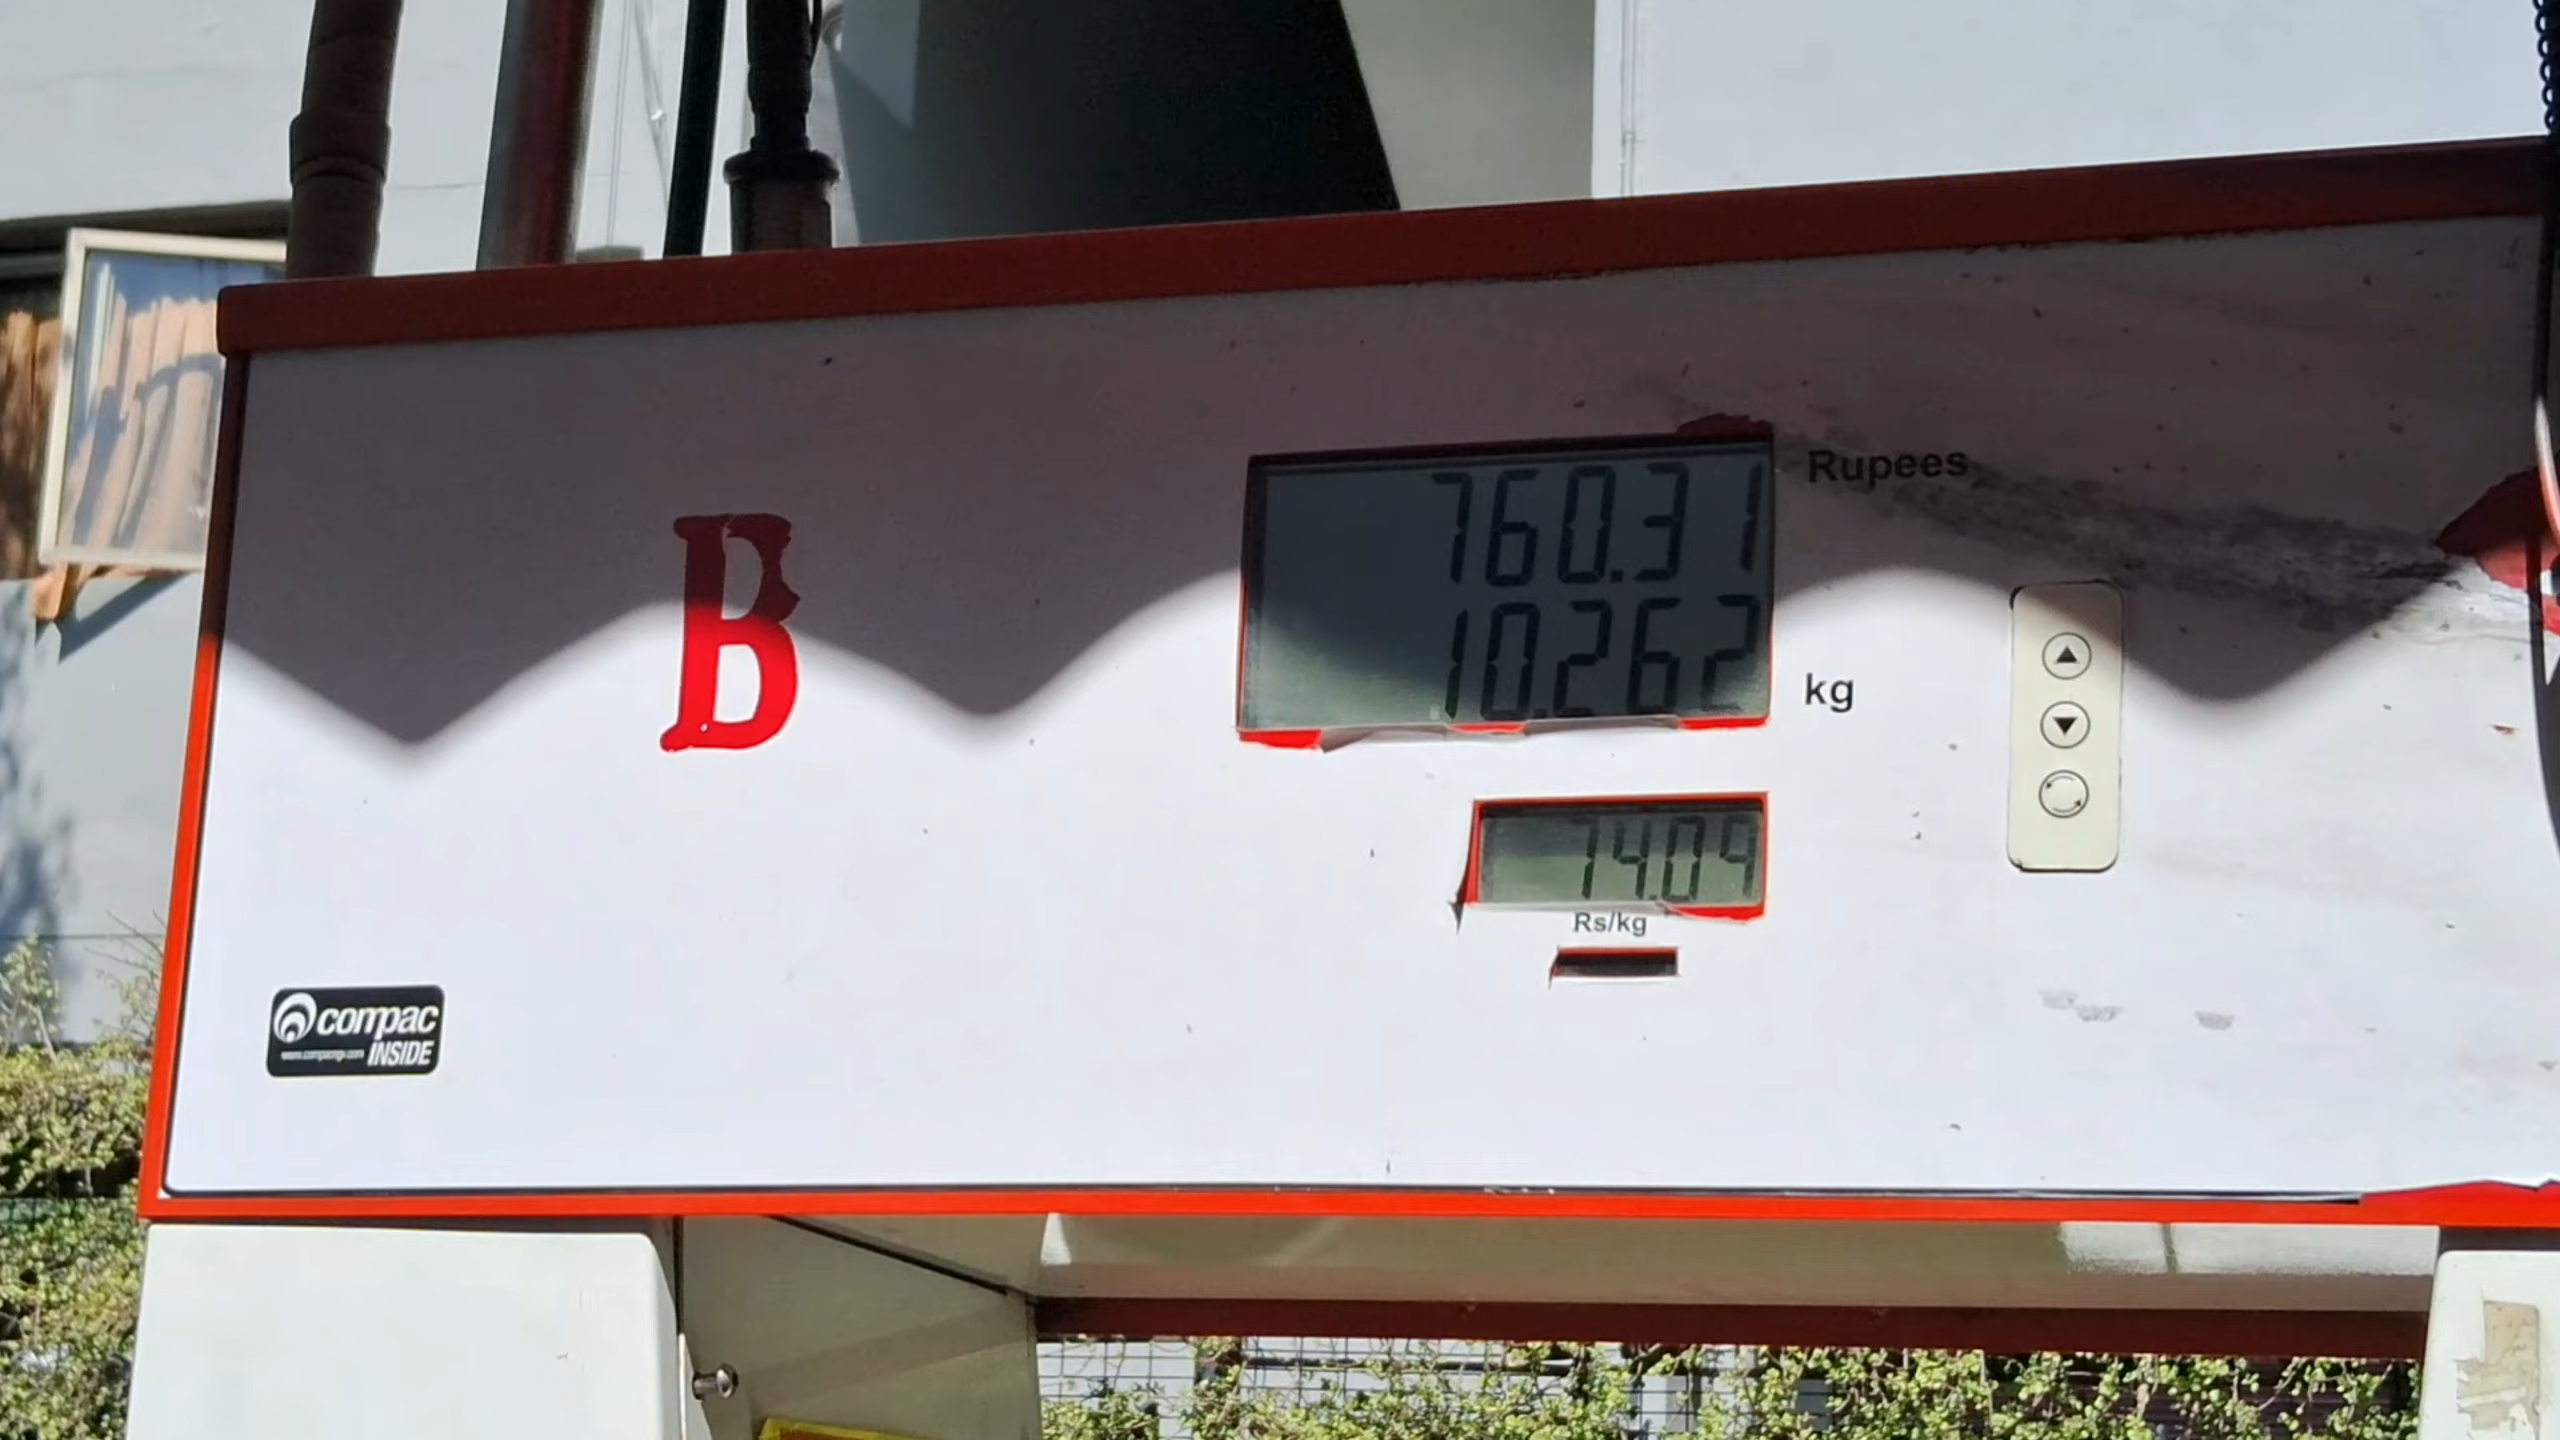 760.31
Rupees
10.262
kg
74.09
Rs/kg
B
compac
INSIDE